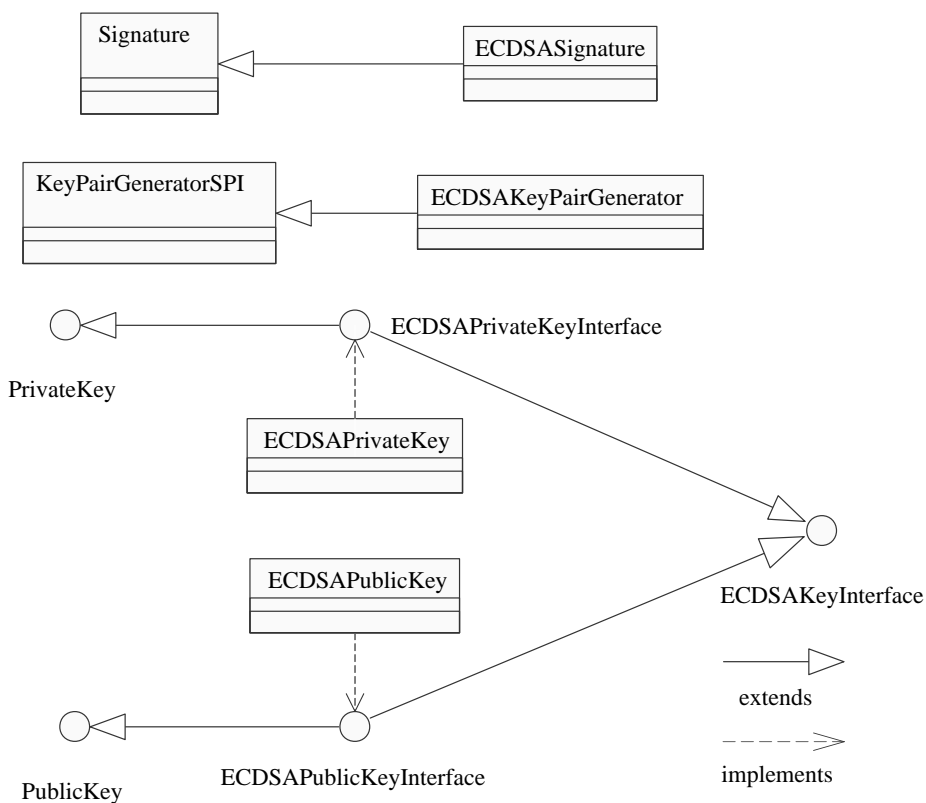 Signature
ECDSASignature
KeyPairGeneratorSPI
ECDSAKeyPairGenerator
ECDSAPrivateKeyInterface
PrivateKey
ECDSAPrivateKey
ECDSAPublicKey
ECDSAKeyInterface
extends
ECDSAPublicKeyInterface
PublicKey
implements